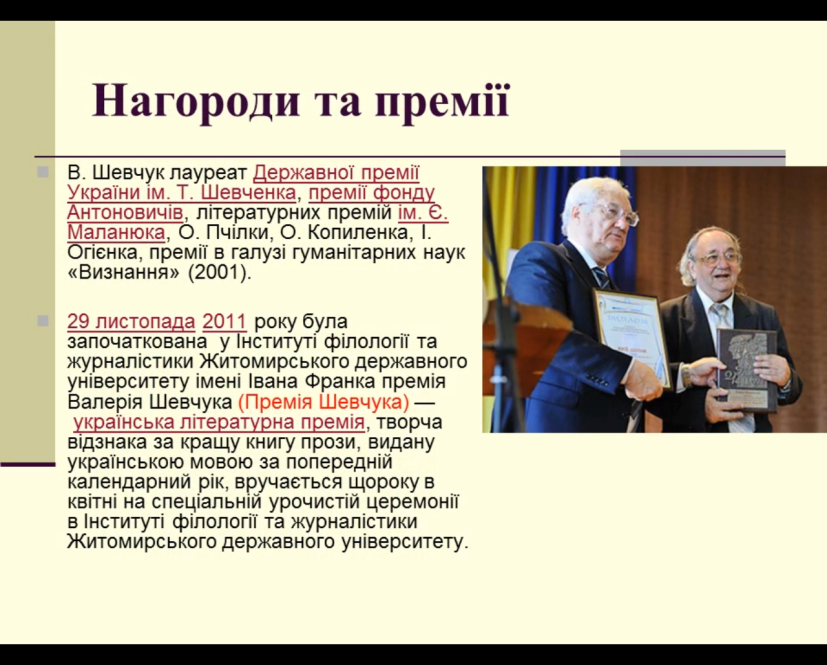 Нагороди та премії
В. Шевчук лауреат Державної премії
України ім. Т. Шевченка, премії фонду
Антоновичів, літературних премій ім. Є.
Маланюка, О. Пчілки, О. Копиленка, І.
Огієнка, премії в галузі гуманітарних наук
«Визнання» (2001).
29 листопада 2011 року була
започаткована у Інституті філології та
журналістики Житомирського державного
університету імені Івана Франка премія
Валерія Шевчука (Премія Шевчука) —
українська літературна премія, творча
відзнака за кращу книгу прози, видану
українською мовою за попередній
календарний рік, вручається щороку в
квітні на спеціальній урочистій церемонії
в Інституті філології та журналістики
Житомирського державного університету.